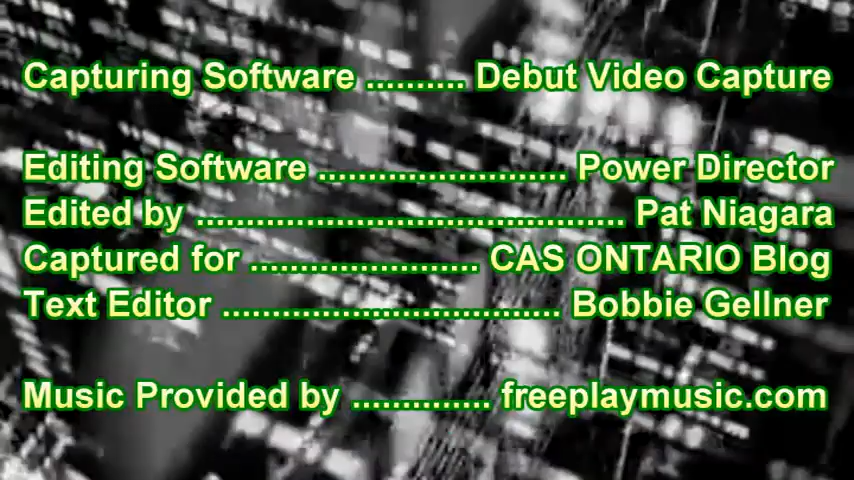 Capturing Software .......... Debut Video Capture
Editing Software ......................... Power Director
Edited by ........................................... Pat Niagara
Captured for ....................... CAS ONTARIO Blog
Text Editor .................................. Bobbie Gellner
Music Provided by .............. freeplaymusic.com